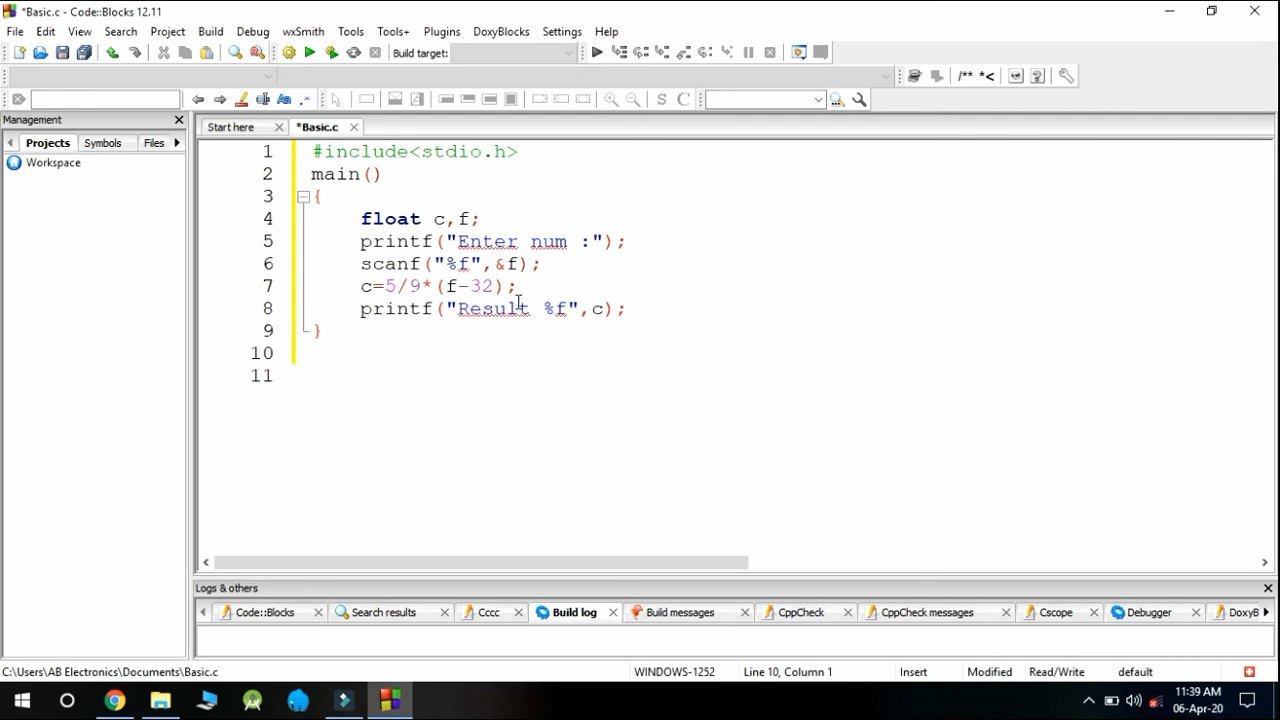 *Basic.c - Code::Blocks 12.11
File Edit View Search Project Build Debug wxSmith Tools Tools+ Plugins DoxyBlocks Settings Help
Build target:
/** *<
S C
Management
Start here *Basic.c
Projects Symbols Files
Workspace
1 #include<stdio.h>
2 main()
3 {
4 float c,f;
5 printf("Enter num :");
6 scanf("%f",&f);
7 c=5/9*(f-32);
8 printf("Result %f",c);
9 }
10
11
Logs & others
Code::Blocks Search results Cccc Build log Build messages CppCheck CppCheck messages Cscope Debugger DoxyB
C:\Users\AB Electronics\Documents\Basic.c WINDOWS-1252 Line 10, Column 1 Insert Modified Read/Write default
11:39 AM
06-Apr-20